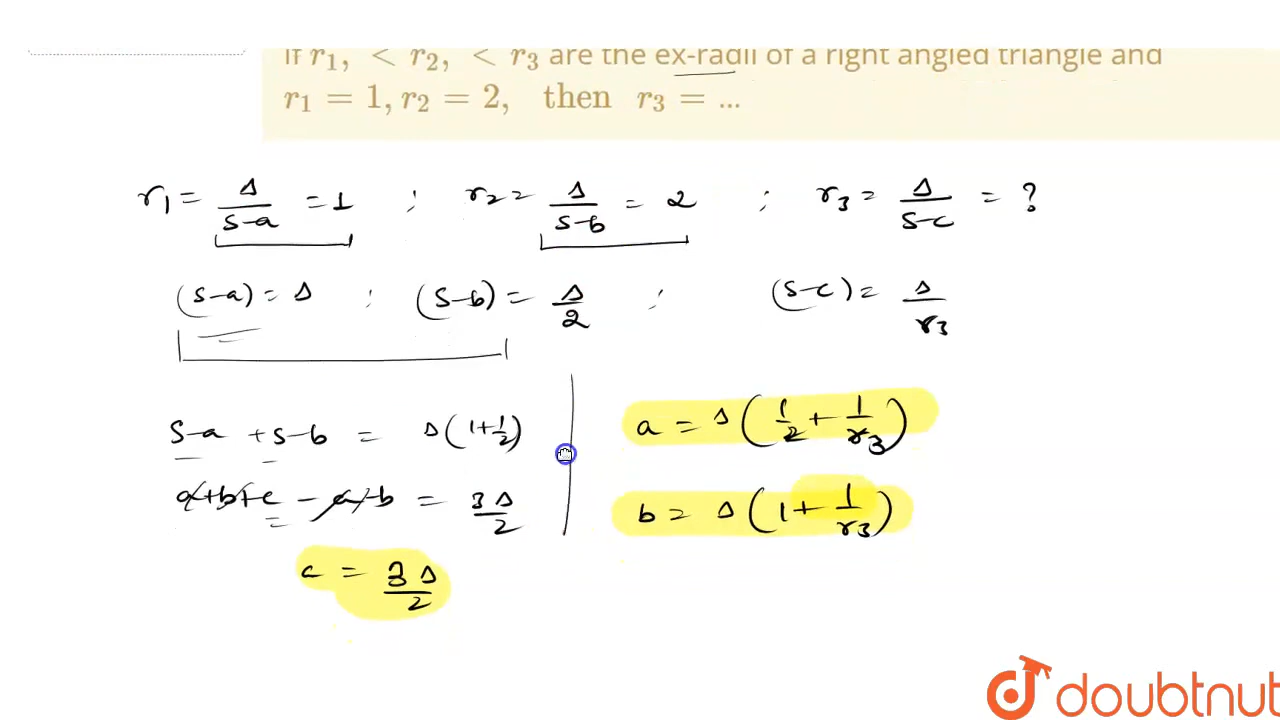 If r₁, < r₂, < r₃ are the ex-radii of a right angled triangle and
r₁ = 1, r₂ = 2, then r₃ = ...
r₁ = Δ/(s-a) = 1 ; r₂ = Δ/(s-b) = 2 ; r₃ = Δ/(s-c) = ?
(s-a) = Δ ; (s-b) = Δ/2 ; (s-c) = Δ/r₃
s-a + s-b = Δ(1+1/2)
a+b+c - a-b = 3Δ/2
c = 3Δ/2
a = Δ(1/2 + 1/r₃)
b = Δ(1 + 1/r₃)
doubtnut